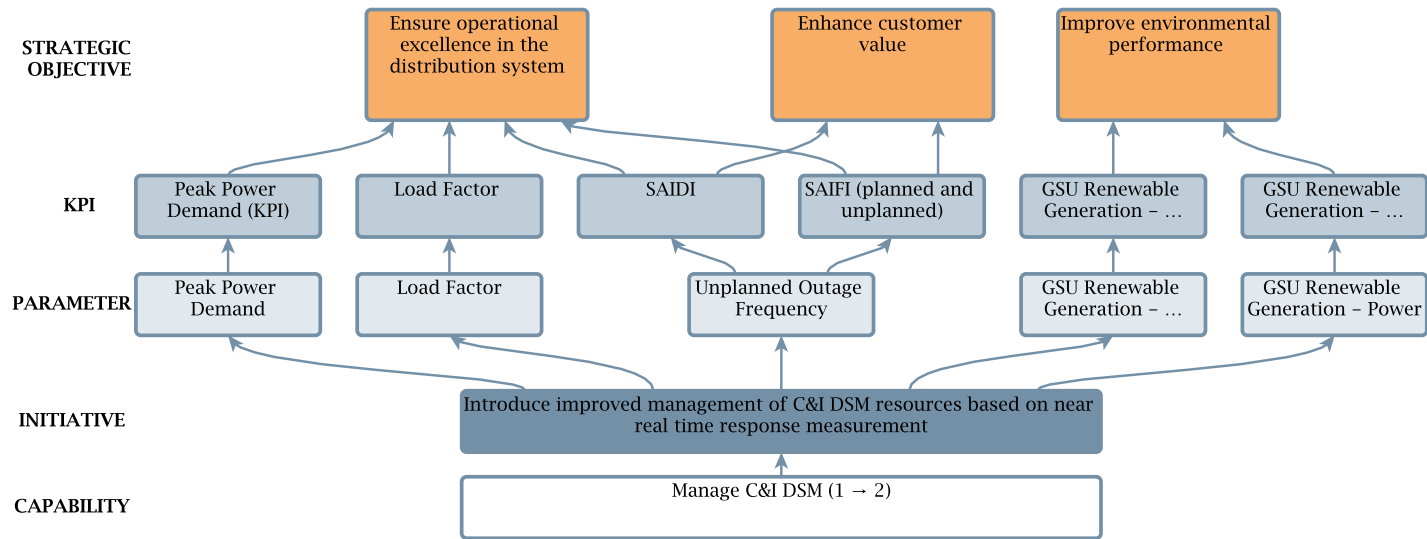 STRATEGIC
OBJECTIVE
Ensure operational
excellence in the
distribution system
Enhance customer
value
Improve environmental
performance
KPI
Peak Power
Demand (KPI)
Load Factor
SAIDI
SAIFI (planned and
unplanned)
GSU Renewable
Generation – …
GSU Renewable
Generation – …
PARAMETER
Peak Power
Demand
Load Factor
Unplanned Outage
Frequency
GSU Renewable
Generation – …
GSU Renewable
Generation – Power
INITIATIVE
Introduce improved management of C&I DSM resources based on near
real time response measurement
CAPABILITY
Manage C&I DSM (1 → 2)